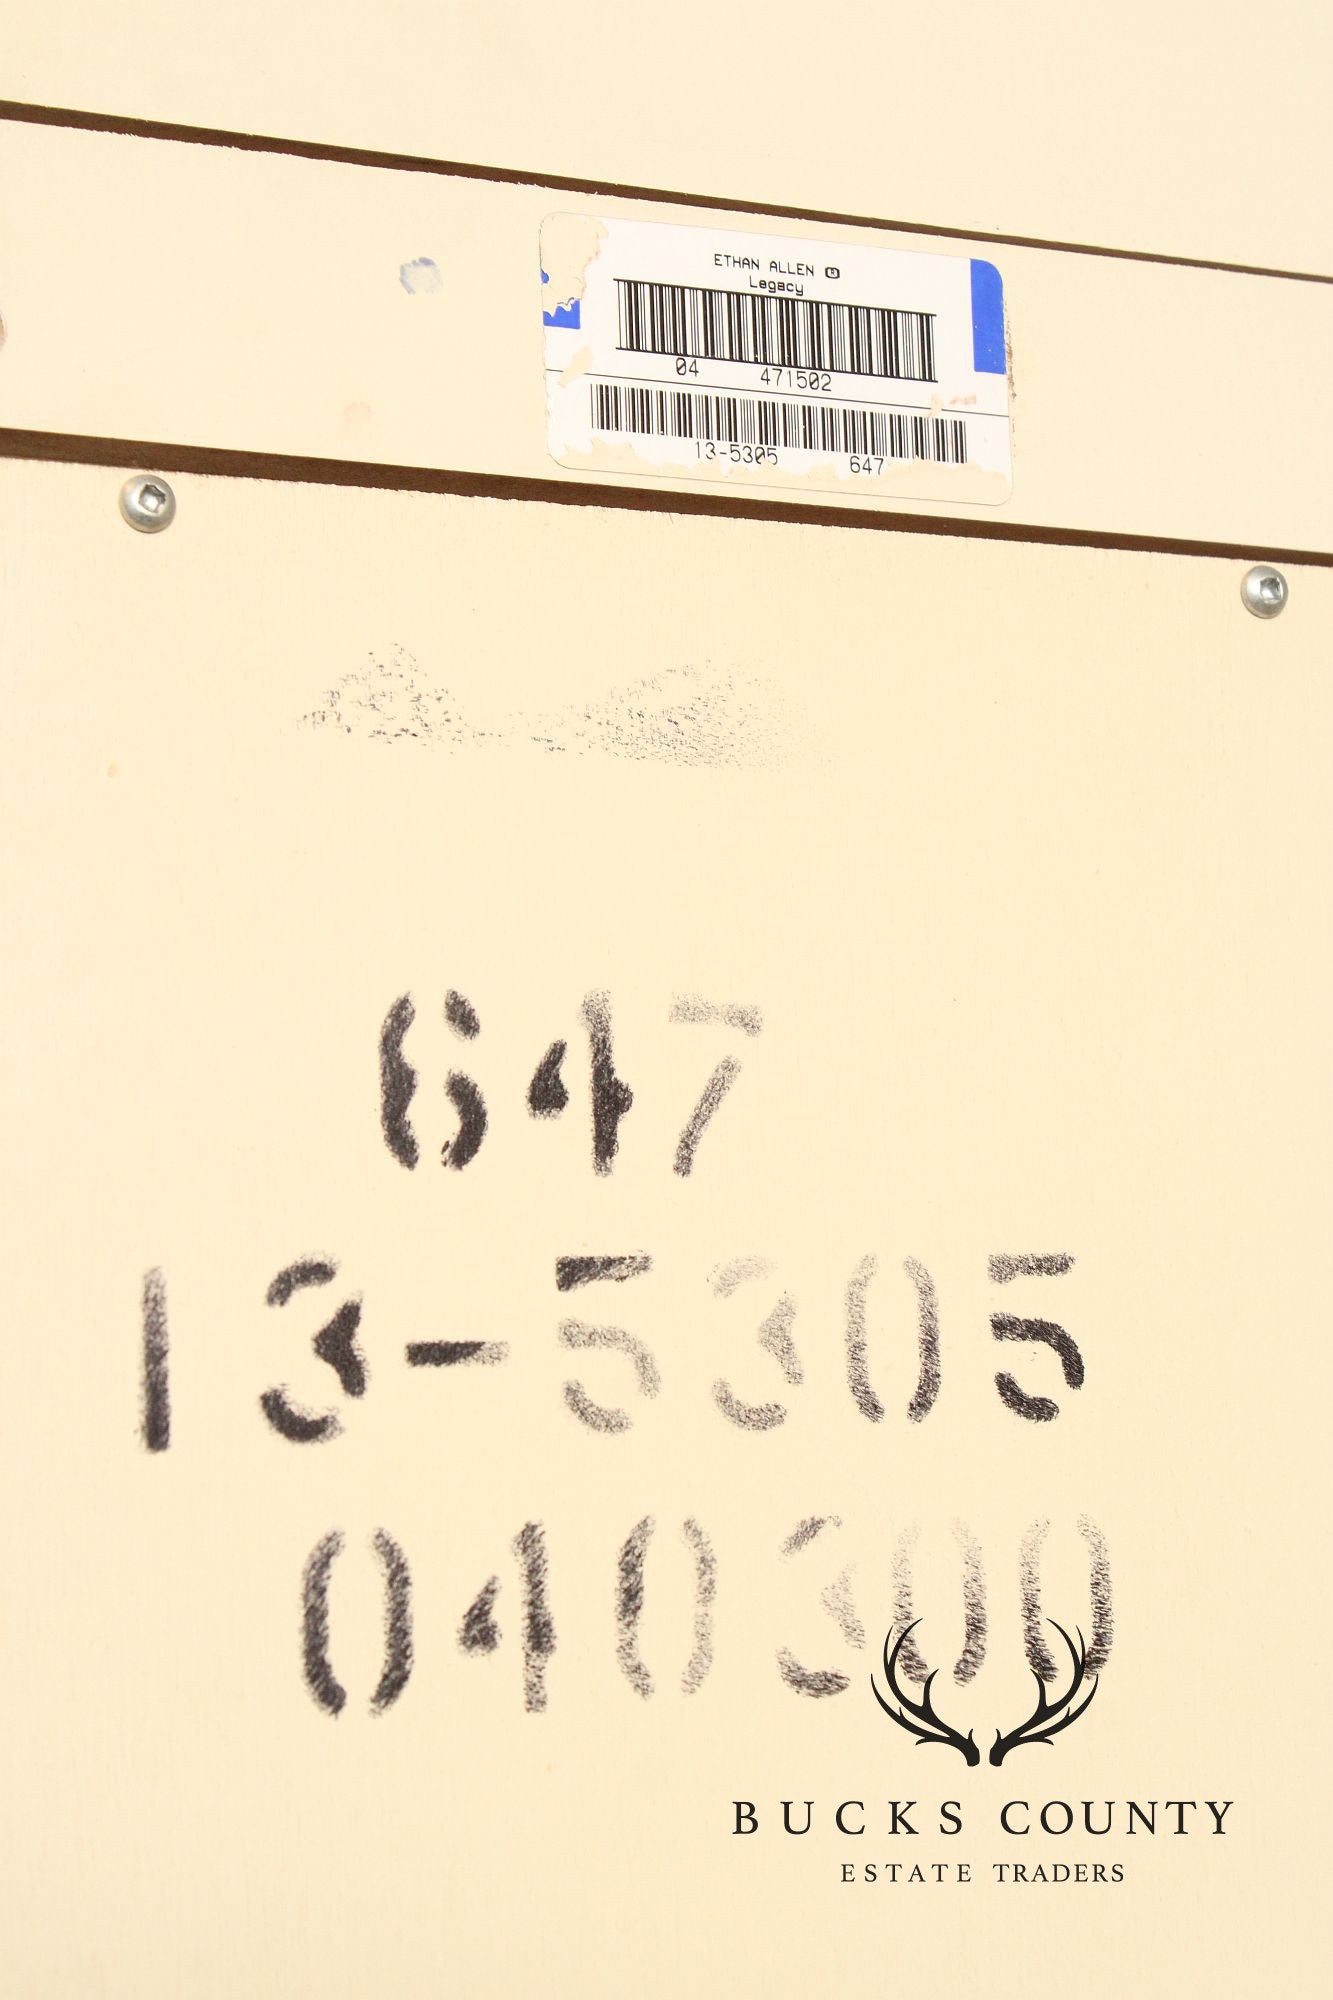 ETHAN ALLEN ®
Legacy
04 471502
13-5305 647
647
13-5305
040300
BUCKS COUNTY
ESTATE TRADERS